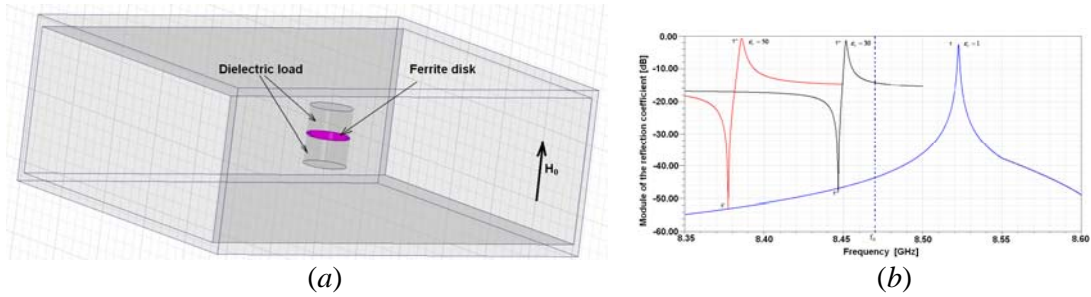 Dielectric load
Ferrite disk
H₀
(a)
Module of the reflection coefficient [dB]
0.00
-10.00
-20.00
-30.00
-40.00
-50.00
-60.00
8.35
8.40
8.45
8.50
8.55
8.60
Frequency [GHz]
εᵣ = 50
εᵣ = 30
εᵣ = 1
(b)